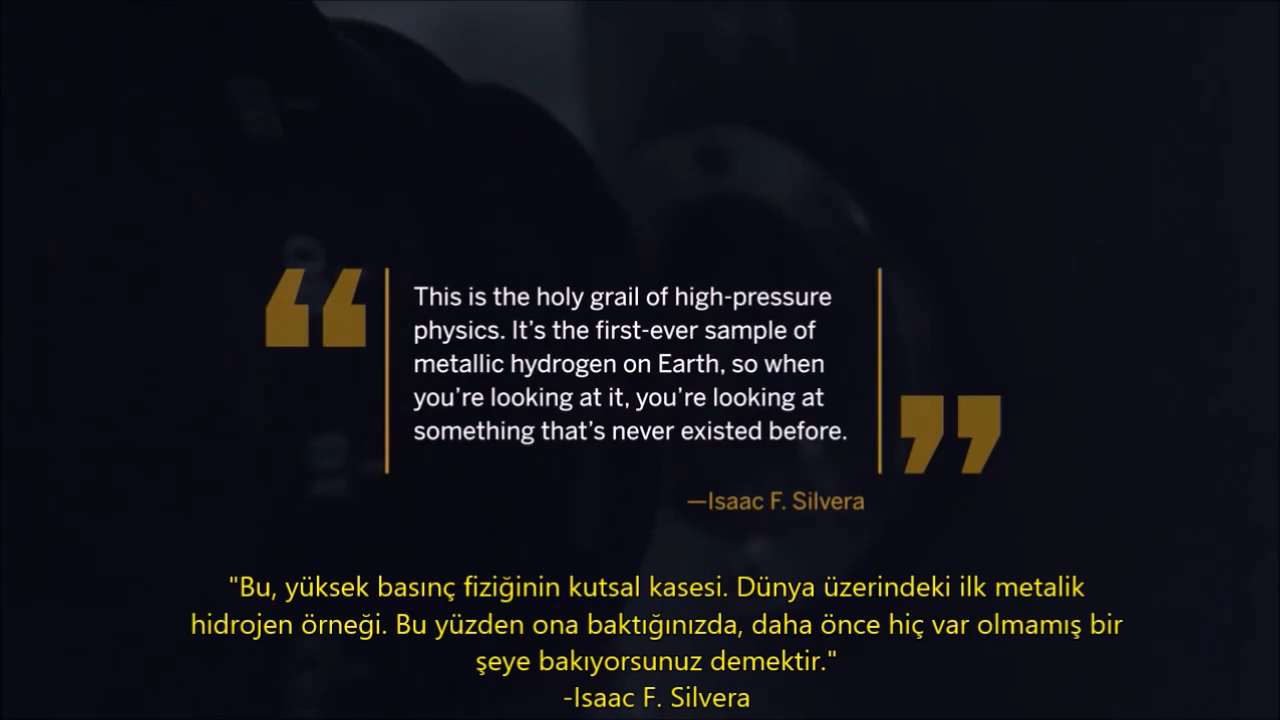 “
This is the holy grail of high-pressure
physics. It’s the first-ever sample of
metallic hydrogen on Earth, so when
you’re looking at it, you’re looking at
something that’s never existed before.
”
—Isaac F. Silvera
"Bu, yüksek basınç fiziğinin kutsal kasesi. Dünya üzerindeki ilk metalik
hidrojen örneği. Bu yüzden ona baktığınızda, daha önce hiç var olmamış bir
şeye bakıyorsunuz demektir."
-Isaac F. Silvera